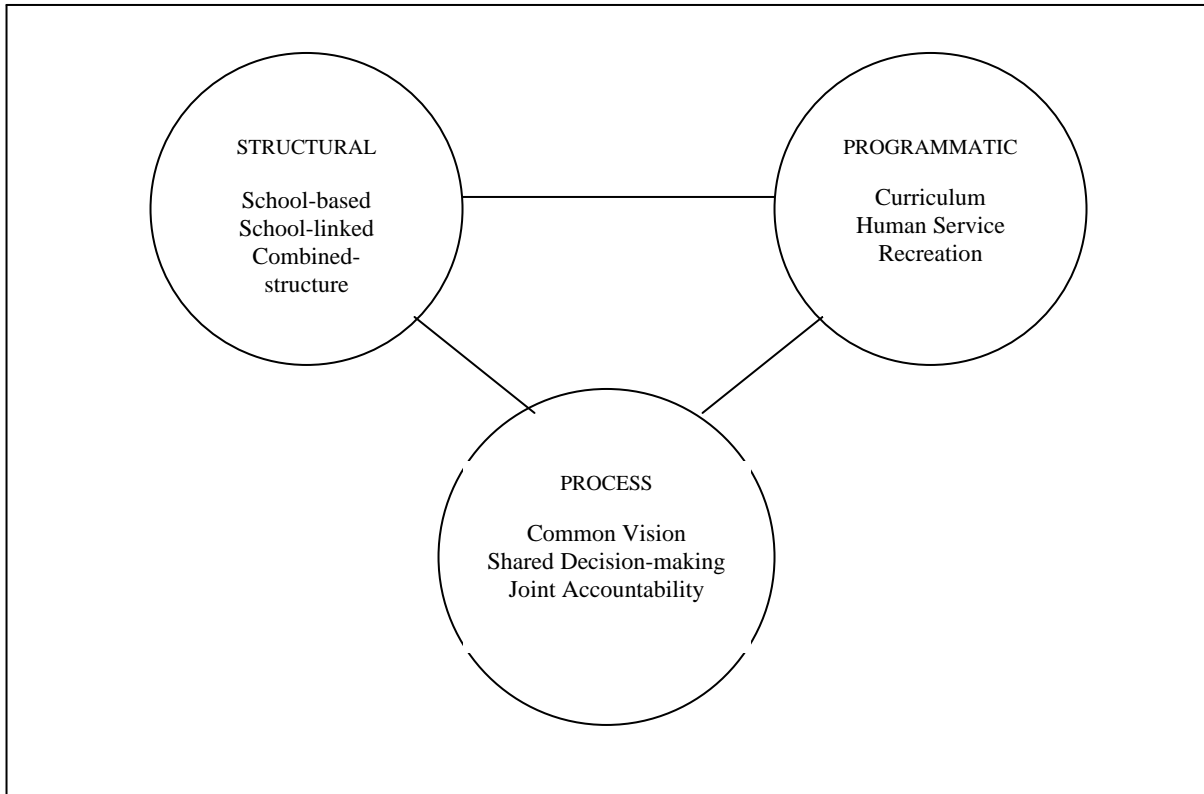 STRUCTURAL
School-based
School-linked
Combined-
structure
PROGRAMMATIC
Curriculum
Human Service
Recreation
PROCESS
Common Vision
Shared Decision-making
Joint Accountability